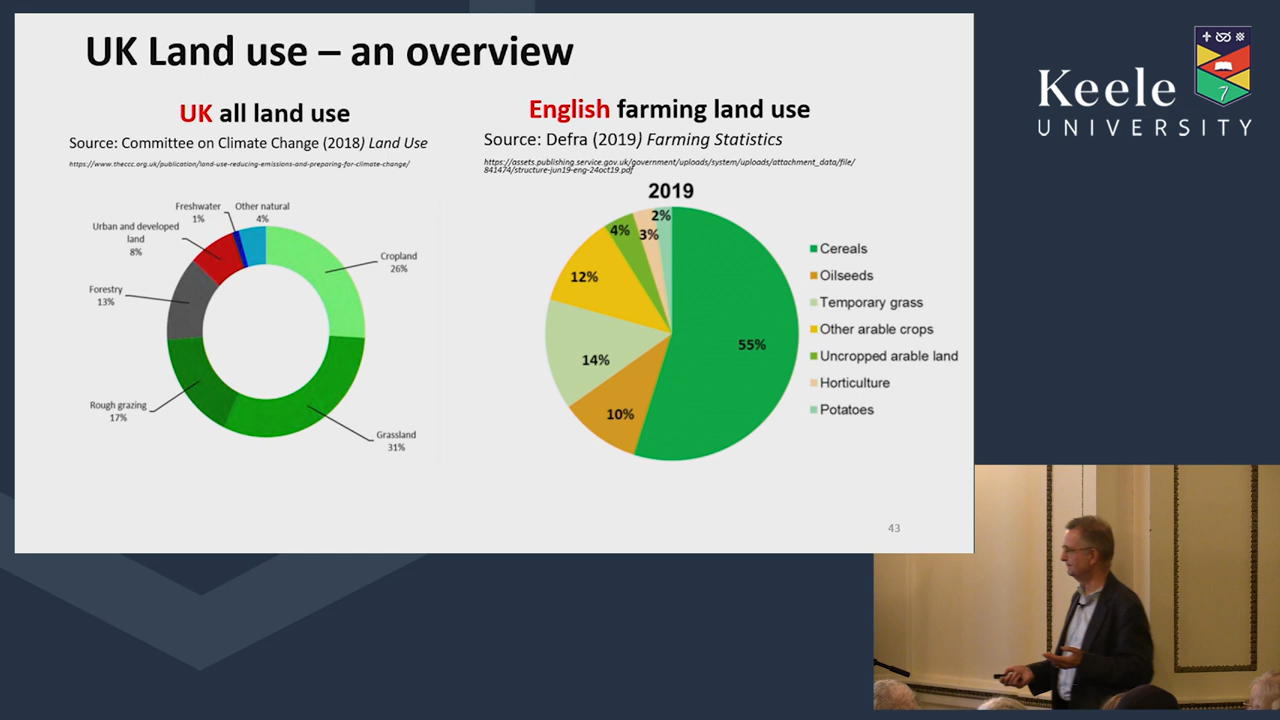 UK Land use – an overview
UK all land use
Source: Committee on Climate Change (2018) Land Use
https://www.theccc.org.uk/publication/land-use-reducing-emissions-and-preparing-for-climate-change/
Freshwater
1%
Other natural
4%
Urban and developed
land
8%
Cropland
26%
Forestry
13%
Rough grazing
17%
Grassland
31%
English farming land use
Source: Defra (2019) Farming Statistics
https://assets.publishing.service.gov.uk/government/uploads/system/uploads/attachment_data/file/
841474/structure-jun19-eng-24oct19.pdf
2019
2%
4%
3%
12%
55%
14%
10%
Cereals
Oilseeds
Temporary grass
Other arable crops
Uncropped arable land
Horticulture
Potatoes
43
Keele
UNIVERSITY